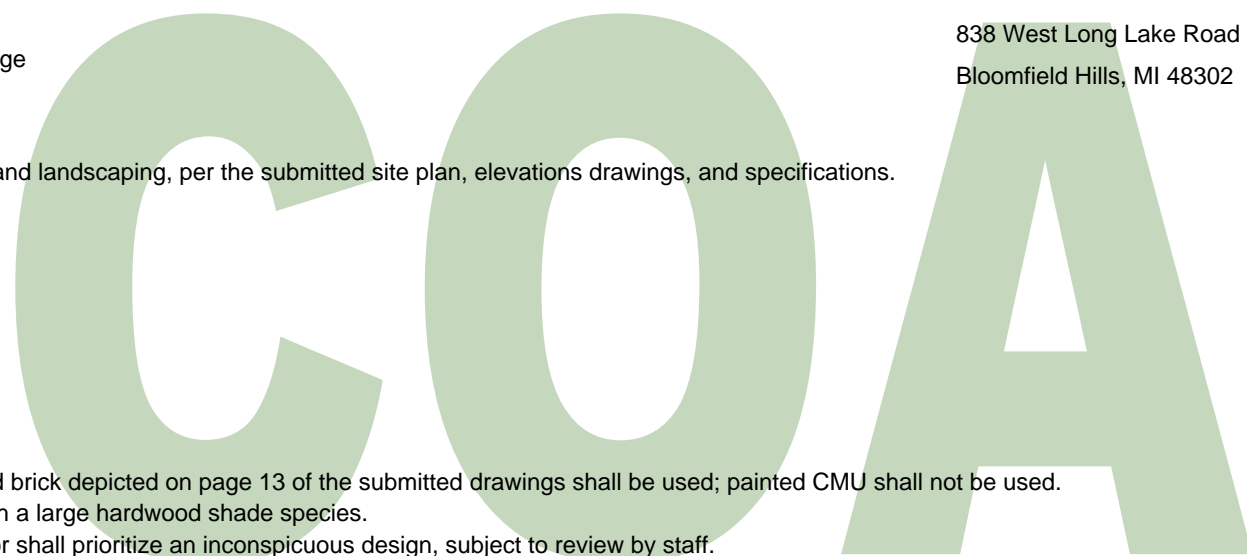 838 West Long Lake Road
ge
Bloomfield Hills, MI 48302
and landscaping, per the submitted site plan, elevations drawings, and specifications.
COA
d brick depicted on page 13 of the submitted drawings shall be used; painted CMU shall not be used.
n a large hardwood shade species.
or shall prioritize an inconspicuous design, subject to review by staff.